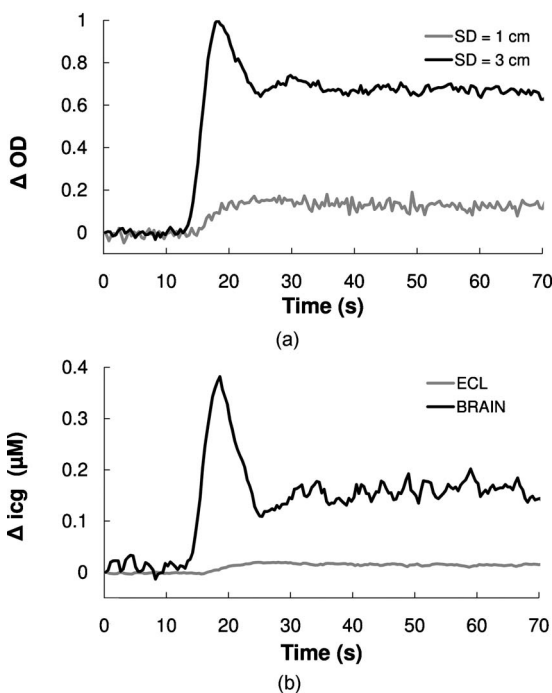 1
0.8
0.6
0.4
0.2
0
Δ OD
SD = 1 cm
SD = 3 cm
0 10 20 30 40 50 60 70
Time (s)
(a)
0.4
0.3
0.2
0.1
0
Δ icg (μM)
ECL
BRAIN
0 10 20 30 40 50 60 70
Time (s)
(b)